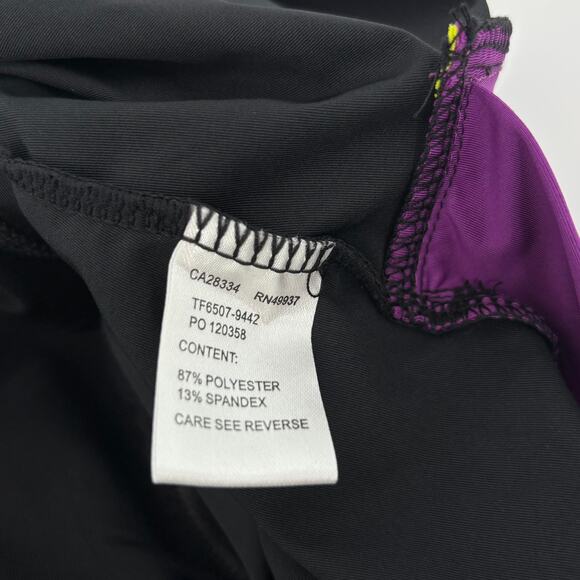 CA28334 RN49937
TF6507-9442
PO 120358
CONTENT:
87% POLYESTER
13% SPANDEX
CARE SEE REVERSE